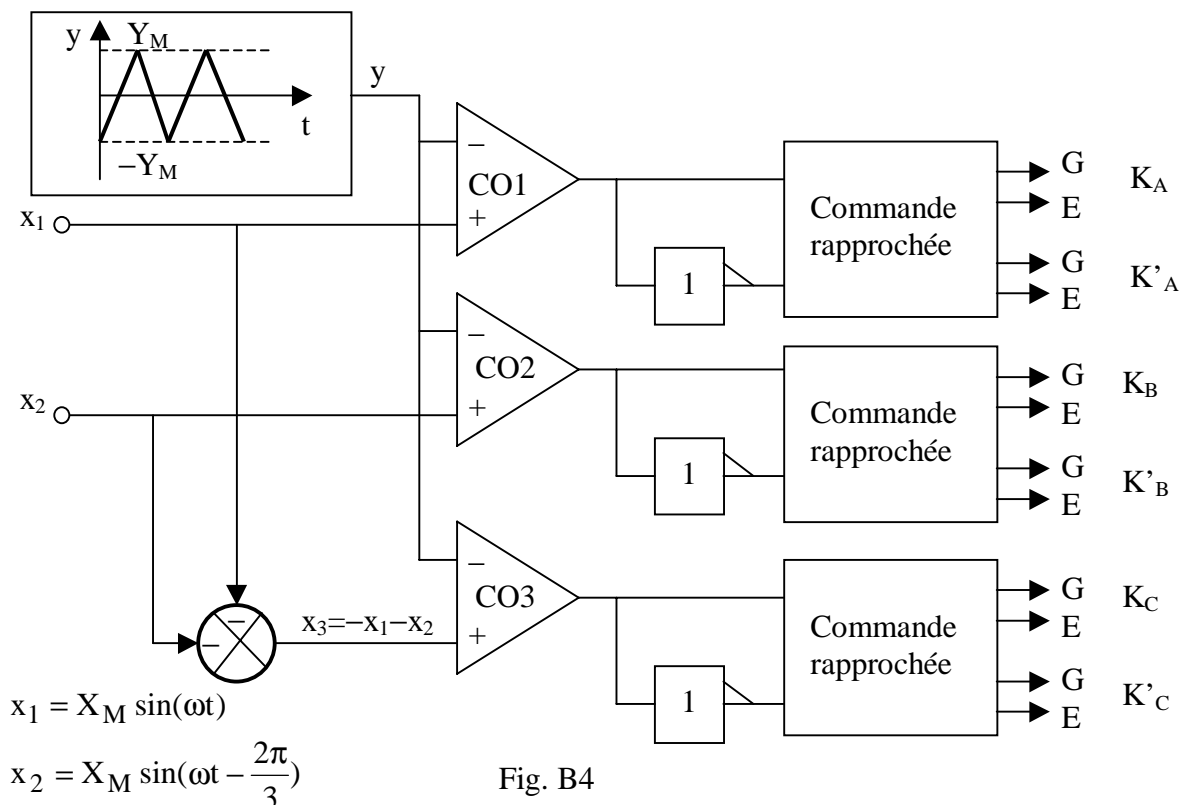 y
Y_M
t
−Y_M
y
x₁
−
CO1
+
1
Commande
rapprochée
G
E
K_A
G
E
K'_A
x₂
−
CO2
+
1
Commande
rapprochée
G
E
K_B
G
E
K'_B
−
CO3
+
−
−
x₃=−x₁−x₂
1
Commande
rapprochée
G
E
K_C
G
E
K'_C
x₁ = X_M sin(ωt)
x₂ = X_M sin(ωt − 2π/3)
Fig. B4